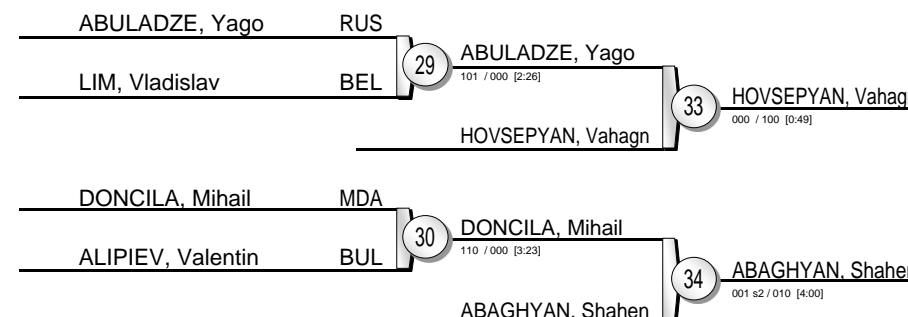 ABULADZE, Yago RUS
29
ABULADZE, Yago
101 / 000 [2:26]
LIM, Vladislav BEL
33
HOVSEPYAN, Vahag
000 / 100 [0:49]
HOVSEPYAN, Vahagn
DONCILA, Mihail MDA
30
DONCILA, Mihail
110 / 000 [3:23]
ALIPIEV, Valentin BUL
34
ABAGHYAN, Shahen
001 s2 / 010 [4:00]
ABAGHYAN, Shahen